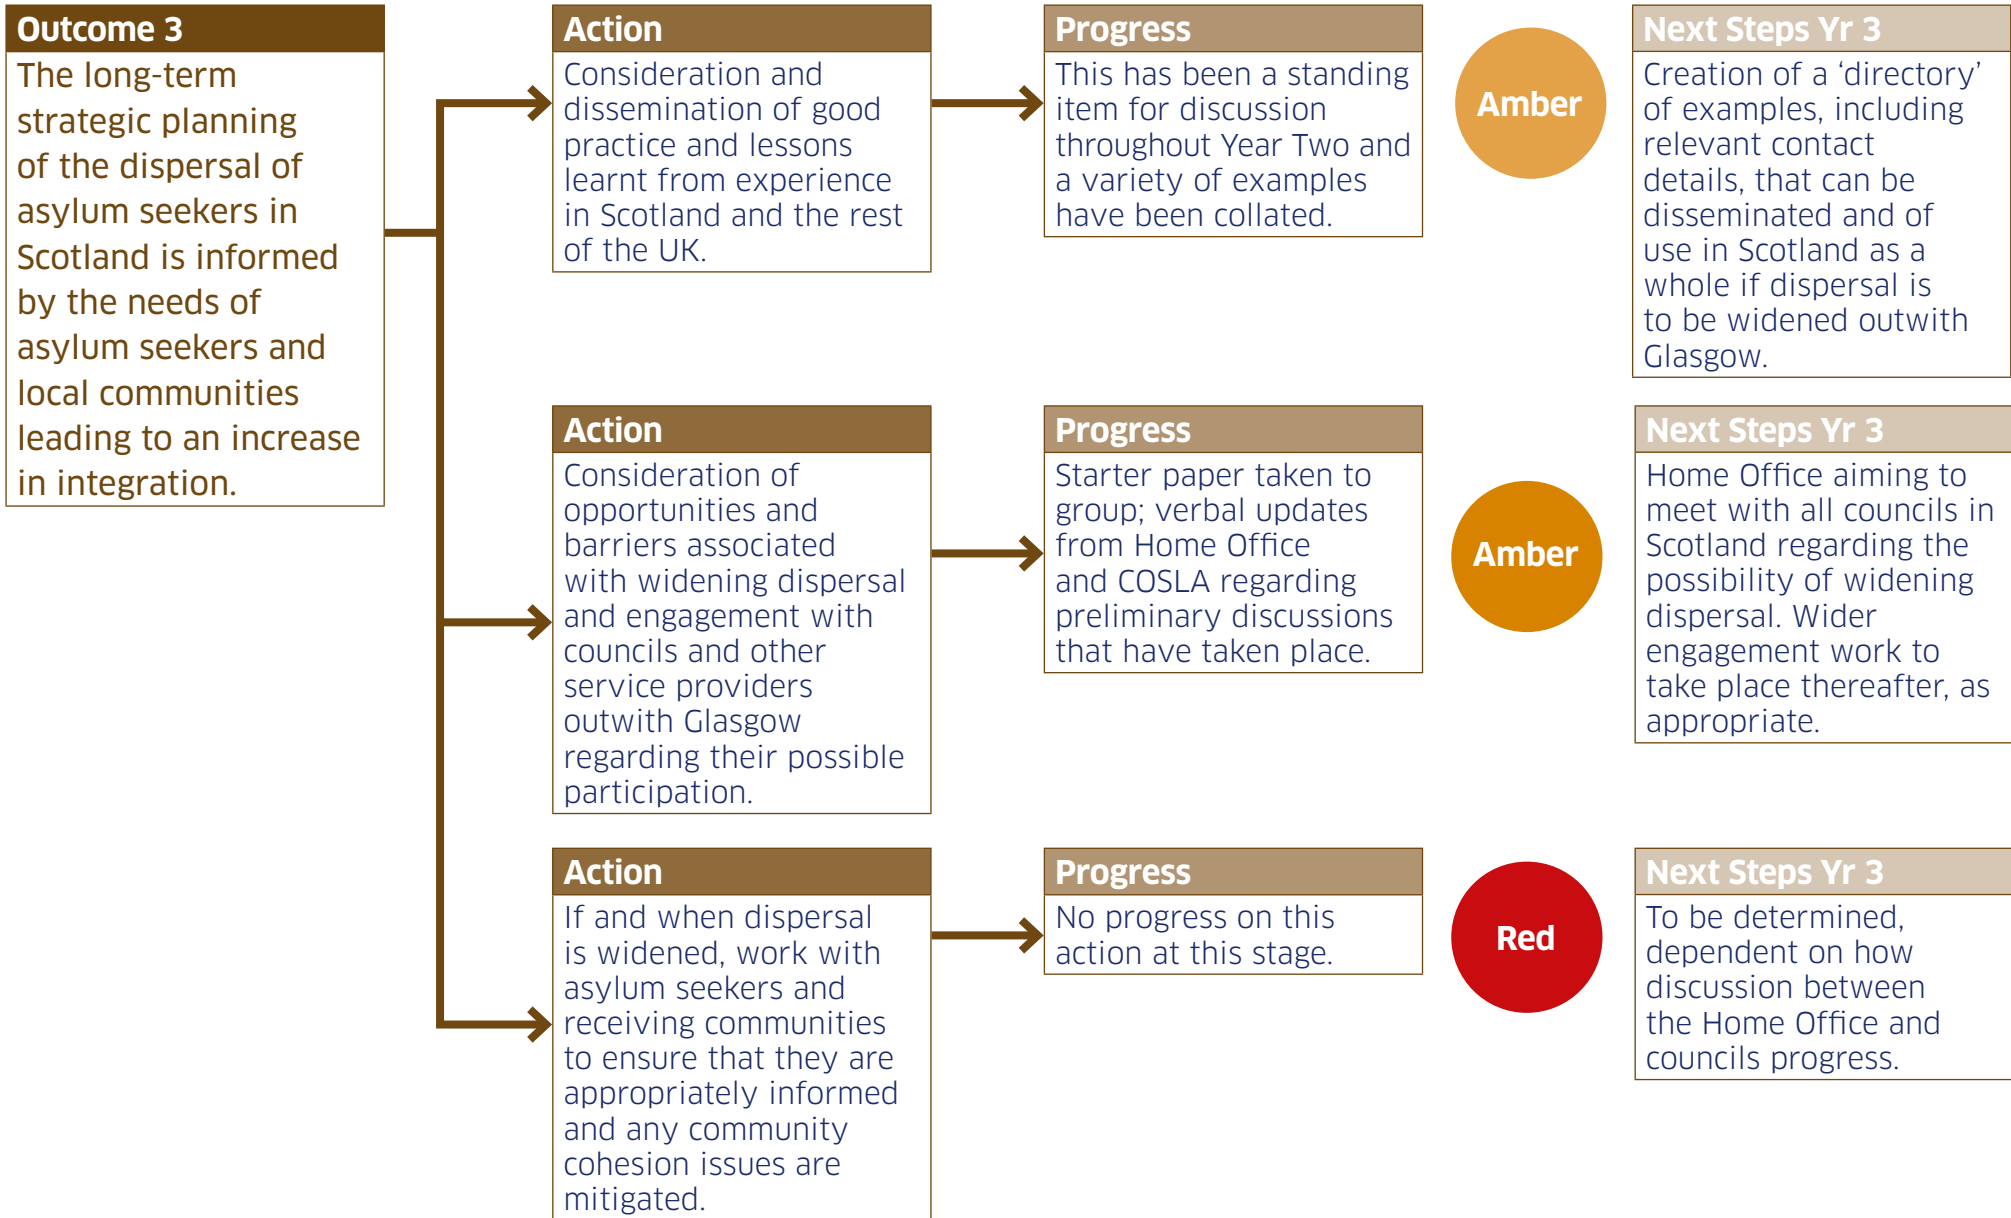 Outcome 3
The long-term
strategic planning
of the dispersal of
asylum seekers in
Scotland is informed
by the needs of
asylum seekers and
local communities
leading to an increase
in integration.
Action
Consideration and
dissemination of good
practice and lessons
learnt from experience
in Scotland and the rest
of the UK.
Progress
This has been a standing
item for discussion
throughout Year Two and
a variety of examples
have been collated.
Amber
Next Steps Yr 3
Creation of a ‘directory’
of examples, including
relevant contact
details, that can be
disseminated and of
use in Scotland as a
whole if dispersal is
to be widened outwith
Glasgow.
Action
Consideration of
opportunities and
barriers associated
with widening dispersal
and engagement with
councils and other
service providers
outwith Glasgow
regarding their possible
participation.
Progress
Starter paper taken to
group; verbal updates
from Home Office
and COSLA regarding
preliminary discussions
that have taken place.
Amber
Next Steps Yr 3
Home Office aiming to
meet with all councils in
Scotland regarding the
possibility of widening
dispersal. Wider
engagement work to
take place thereafter, as
appropriate.
Action
If and when dispersal
is widened, work with
asylum seekers and
receiving communities
to ensure that they are
appropriately informed
and any community
cohesion issues are
mitigated.
Progress
No progress on this
action at this stage.
Red
Next Steps Yr 3
To be determined,
dependent on how
discussion between
the Home Office and
councils progress.